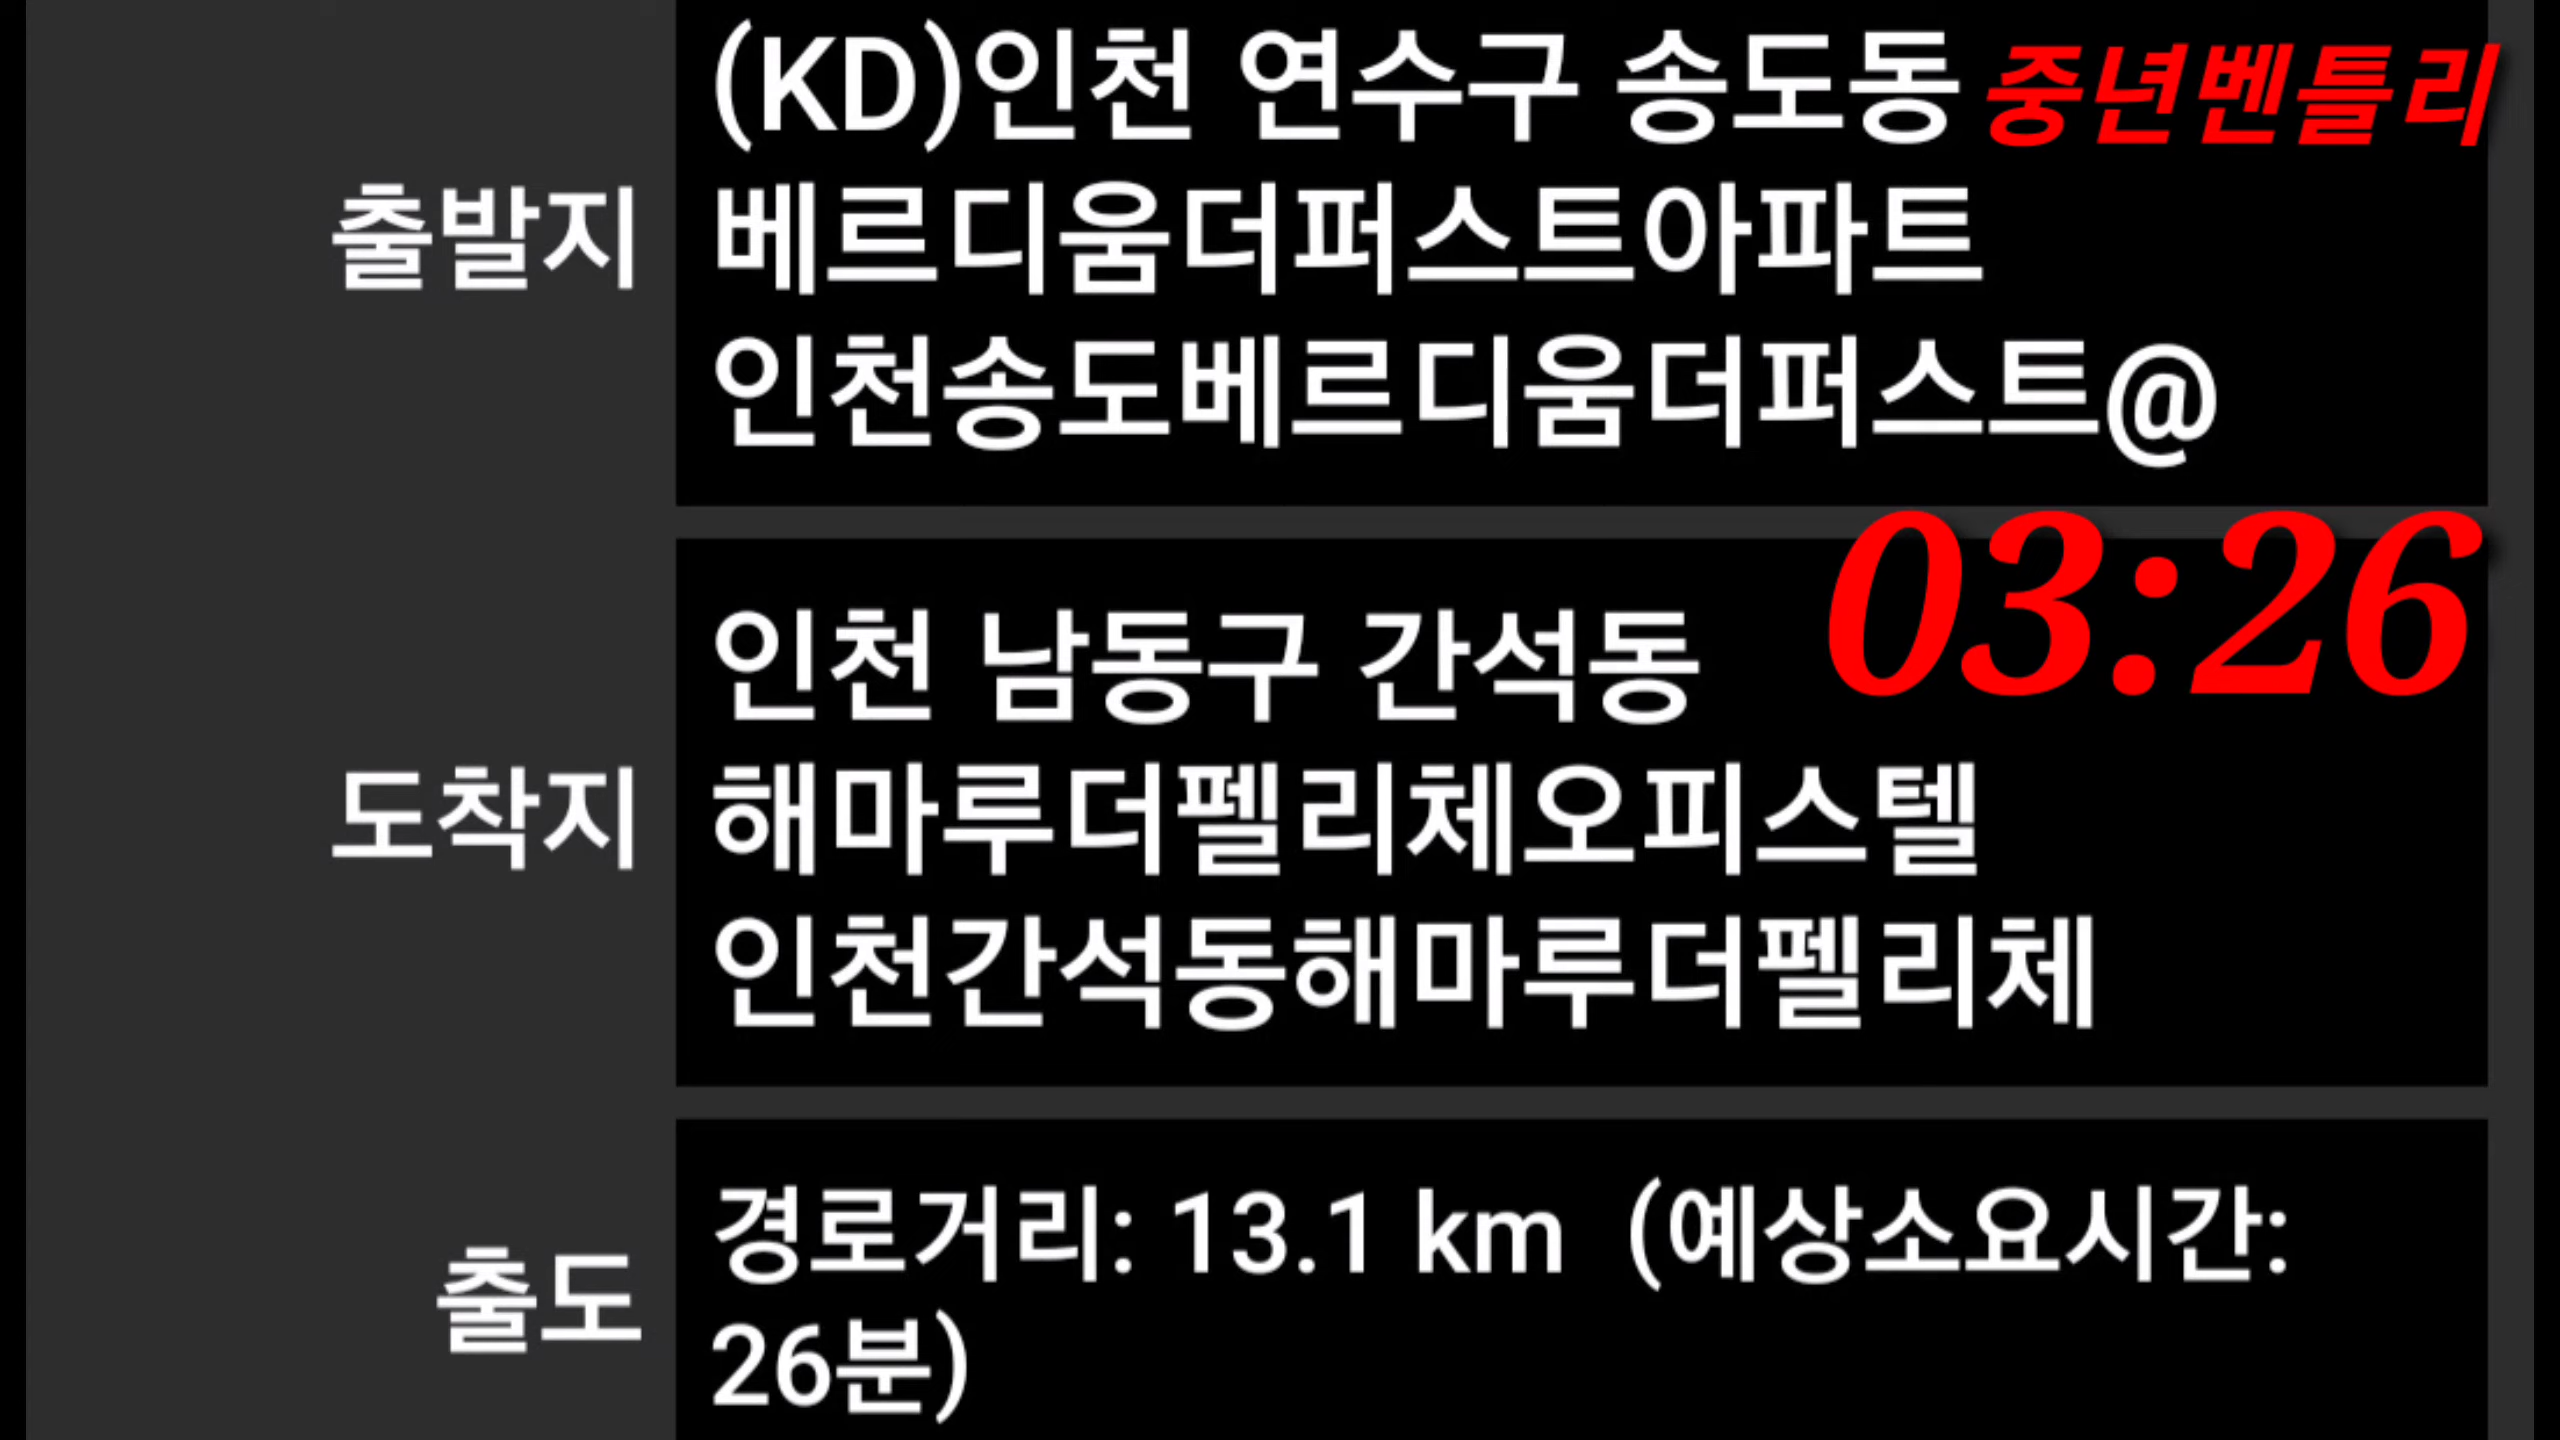 (KD)인천 연수구 송도동 중년벤틀리
출발지
베르디움더퍼스트아파트
인천송도베르디움더퍼스트@
03:26
인천 남동구 간석동
도착지
해마루더펠리체오피스텔
인천간석동해마루더펠리체
출도
경로거리: 13.1 km (예상소요시간:
26분)